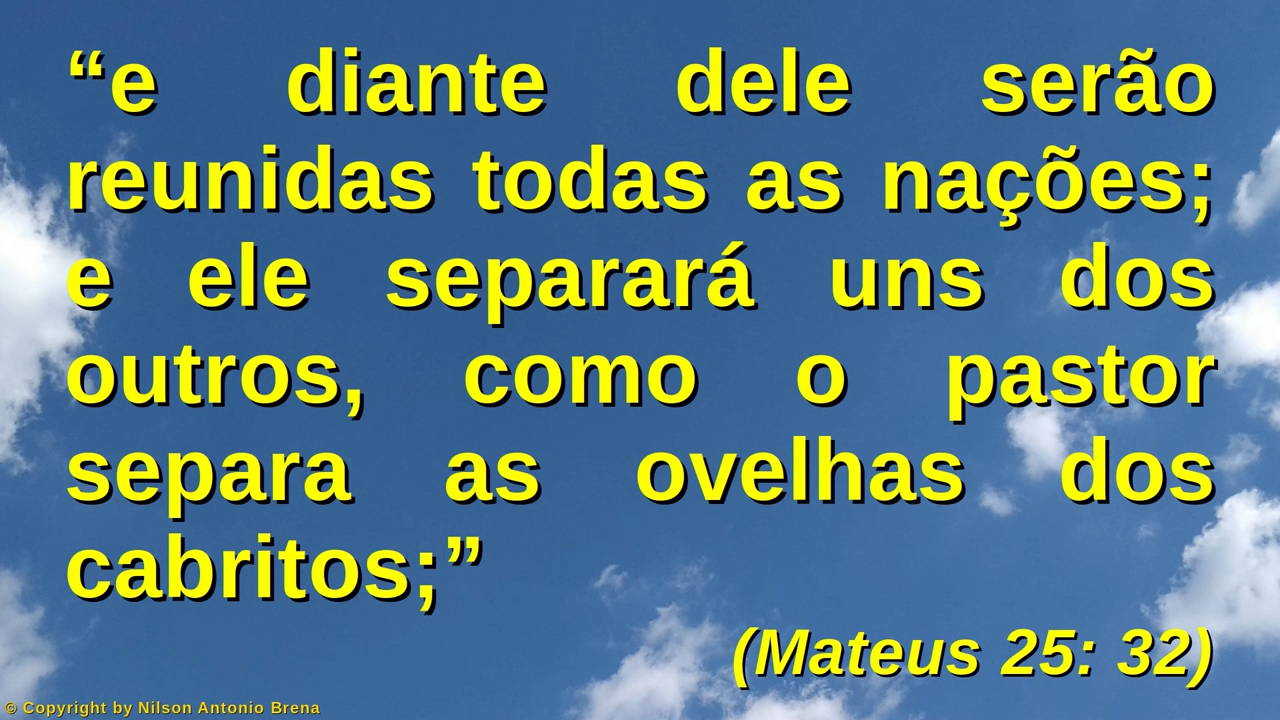 “e diante dele serão
reunidas todas as nações;
e ele separará uns dos
outros, como o pastor
separa as ovelhas dos
cabritos;”
(Mateus 25: 32)
© Copyright by Nilson Antonio Brena